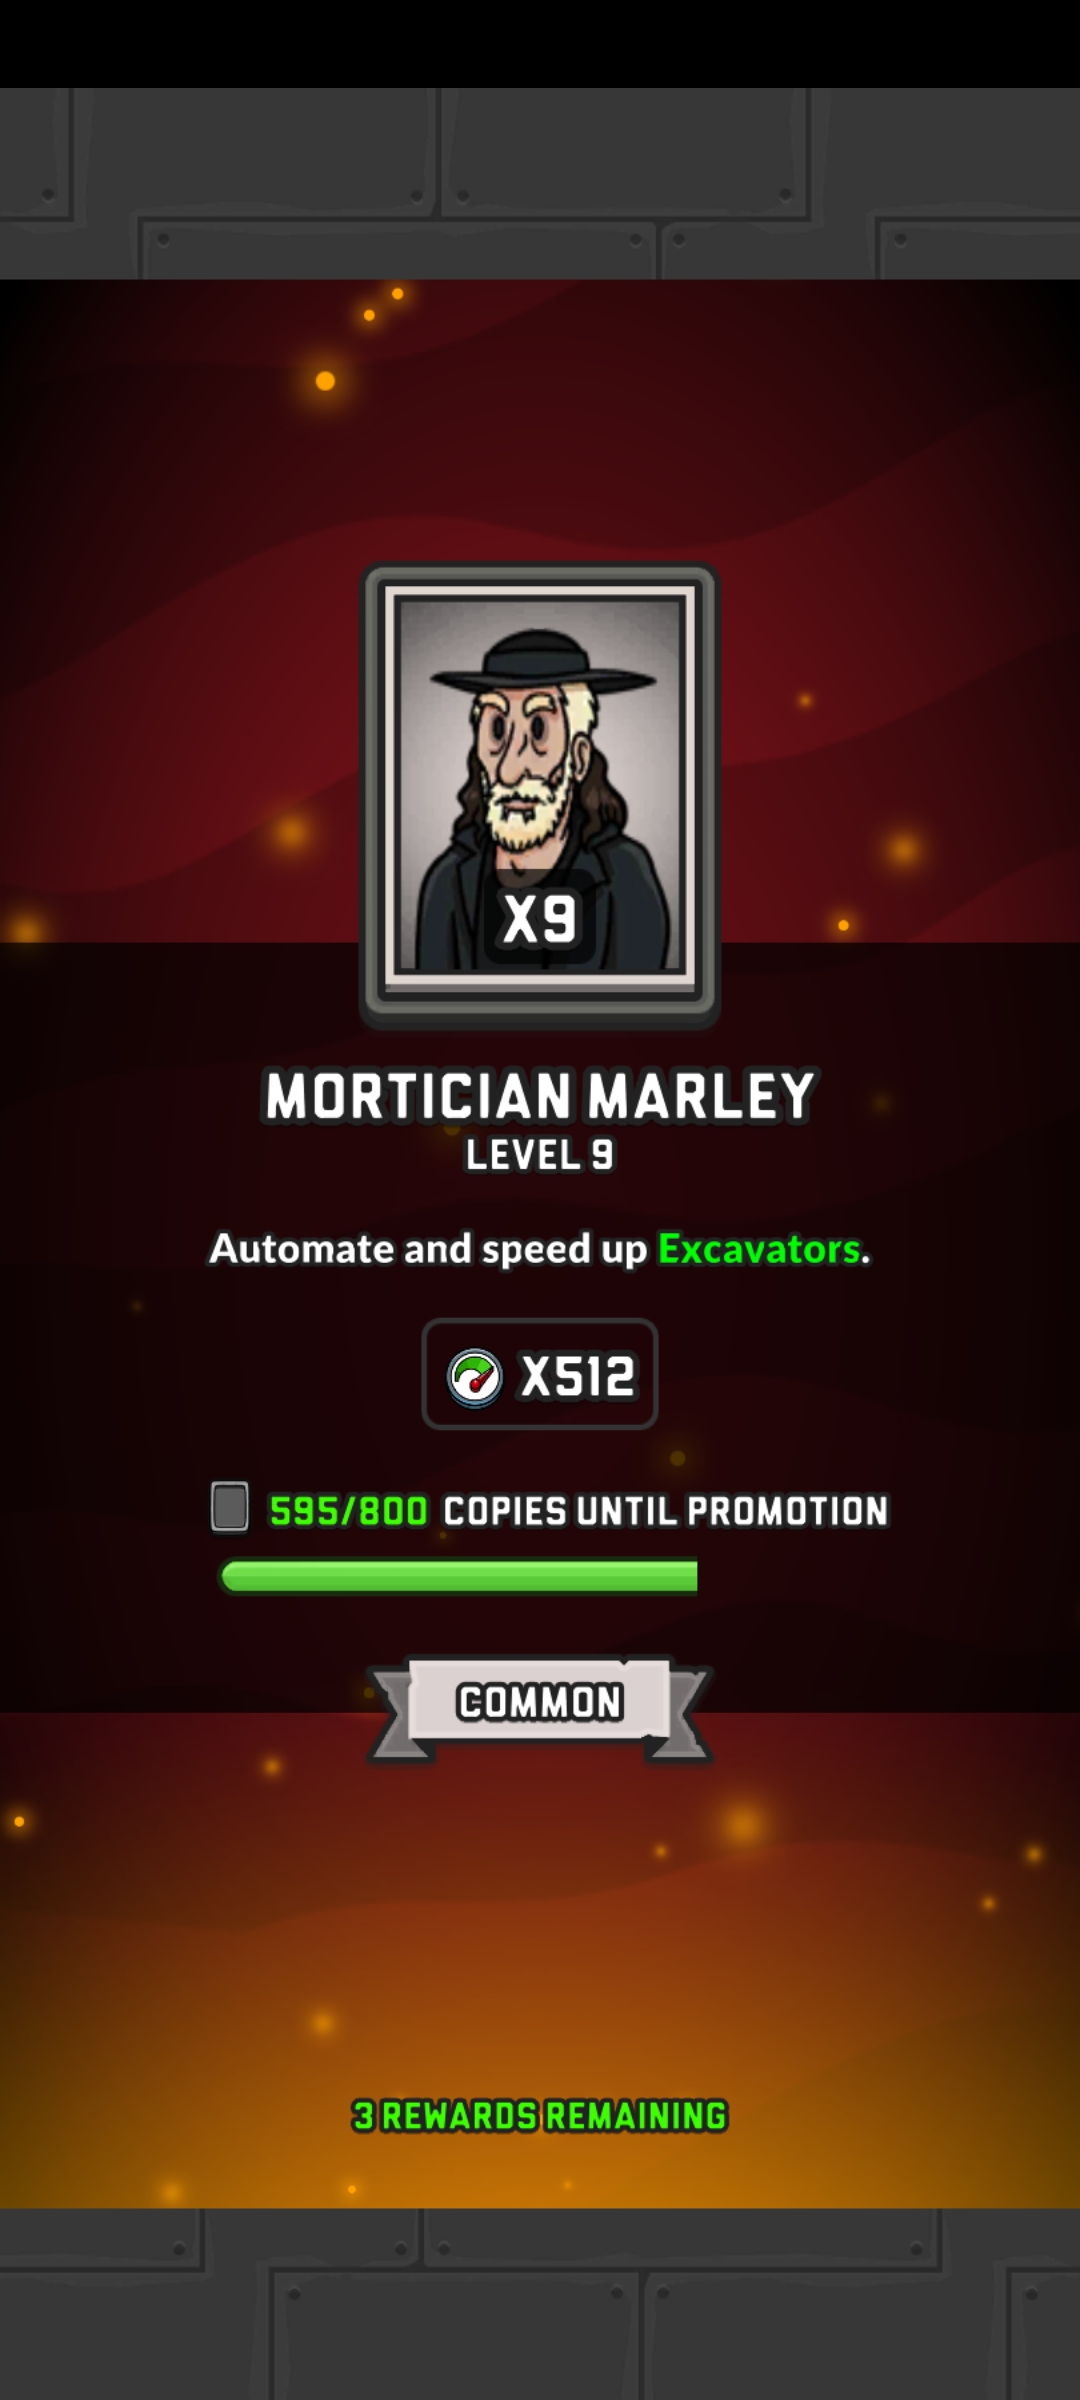 X9
MORTICIAN MARLEY
LEVEL 9
Automate and speed up Excavators.
X512
595/800 COPIES UNTIL PROMOTION
COMMON
3 REWARDS REMAINING